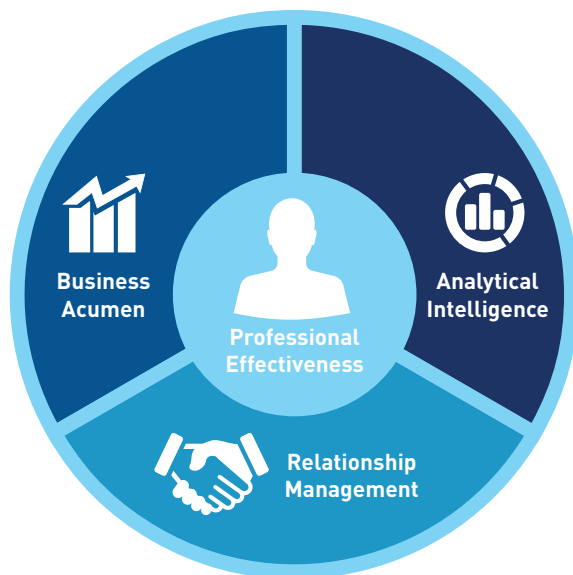 Business
Acumen
Analytical
Intelligence
Professional
Effectiveness
Relationship
Management